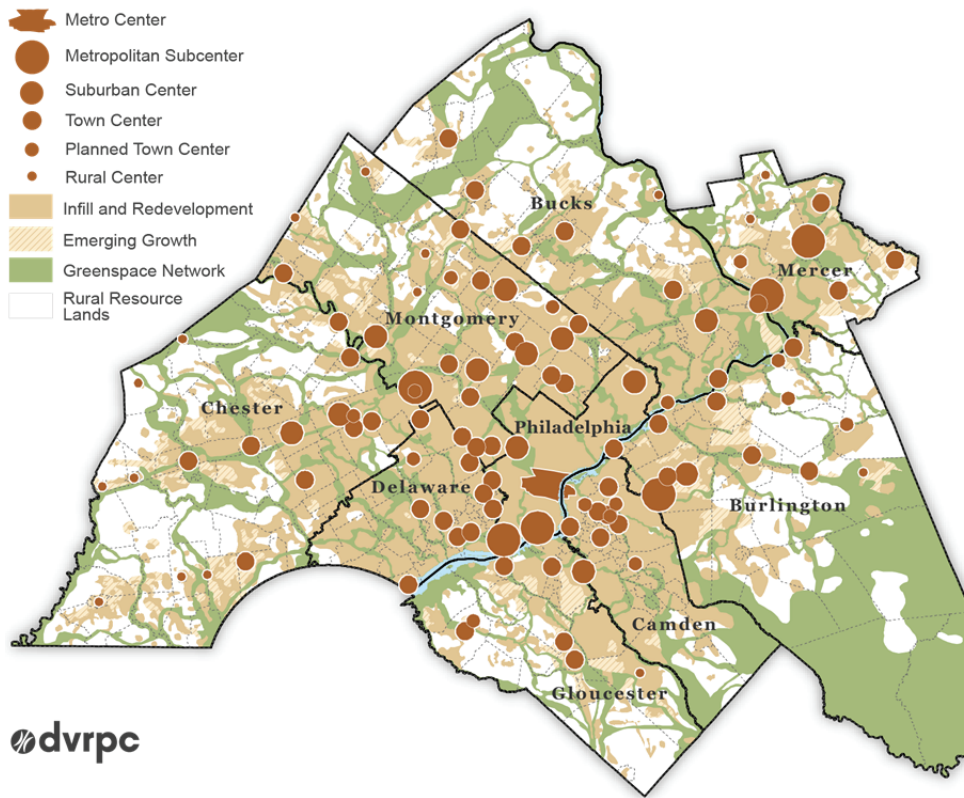 Metro Center
Metropolitan Subcenter
Suburban Center
Town Center
Planned Town Center
Rural Center
Infill and Redevelopment
Emerging Growth
Greenspace Network
Rural Resource
Lands
Bucks
Mercer
Montgomery
Chester
Philadelphia
Delaware
Burlington
Camden
Gloucester
dvrpc